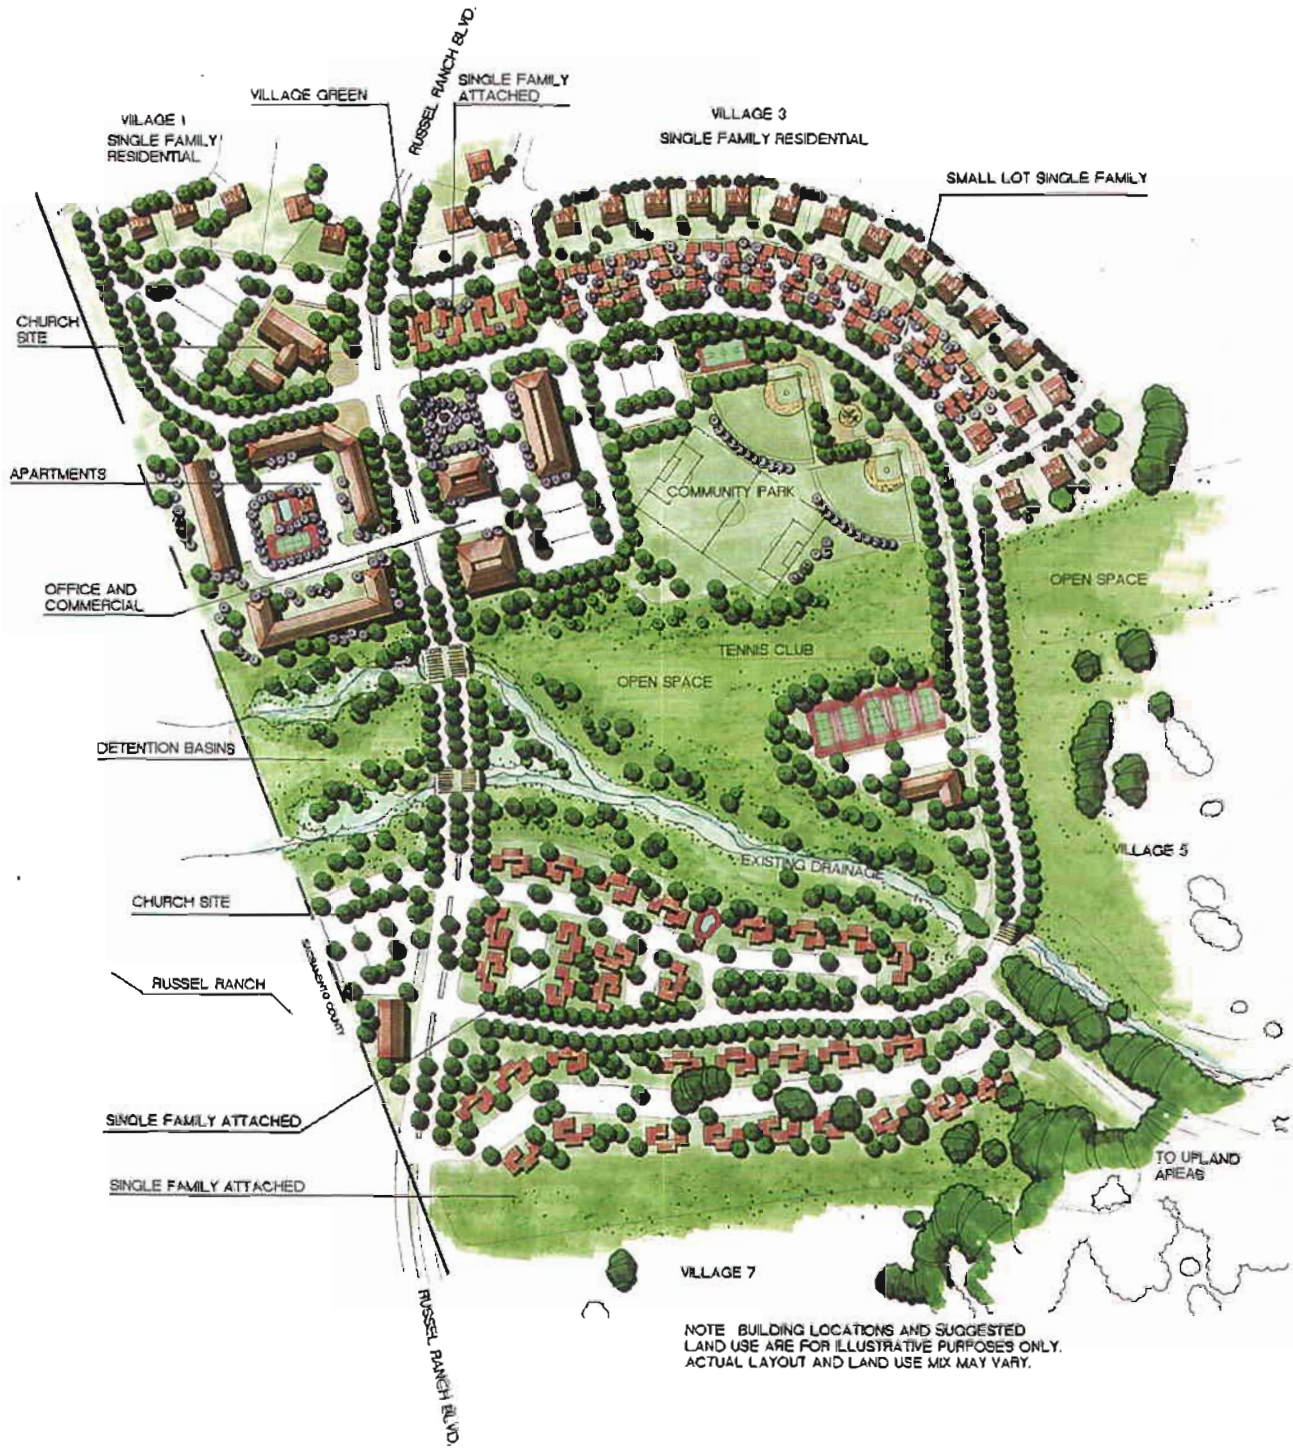 RUSSEL RANCH BLVD.
SINGLE FAMILY
ATTACHED
VILLAGE GREEN
VILLAGE 1
SINGLE FAMILY
RESIDENTIAL
VILLAGE 3
SINGLE FAMILY RESIDENTIAL
SMALL LOT SINGLE FAMILY
CHURCH
SITE
APARTMENTS
COMMUNITY PARK
OFFICE AND
COMMERCIAL
OPEN SPACE
TENNIS CLUB
OPEN SPACE
DETENTION BASINS
VILLAGE 5
EXISTING DRAINAGE
CHURCH SITE
SACRAMENTO COUNTY
RUSSEL RANCH
SINGLE FAMILY ATTACHED
TO UPLAND
AREAS
SINGLE FAMILY ATTACHED
VILLAGE 7
RUSSEL RANCH BLVD.
NOTE BUILDING LOCATIONS AND SUGGESTED
LAND USE ARE FOR ILLUSTRATIVE PURPOSES ONLY.
ACTUAL LAYOUT AND LAND USE MIX MAY VARY.